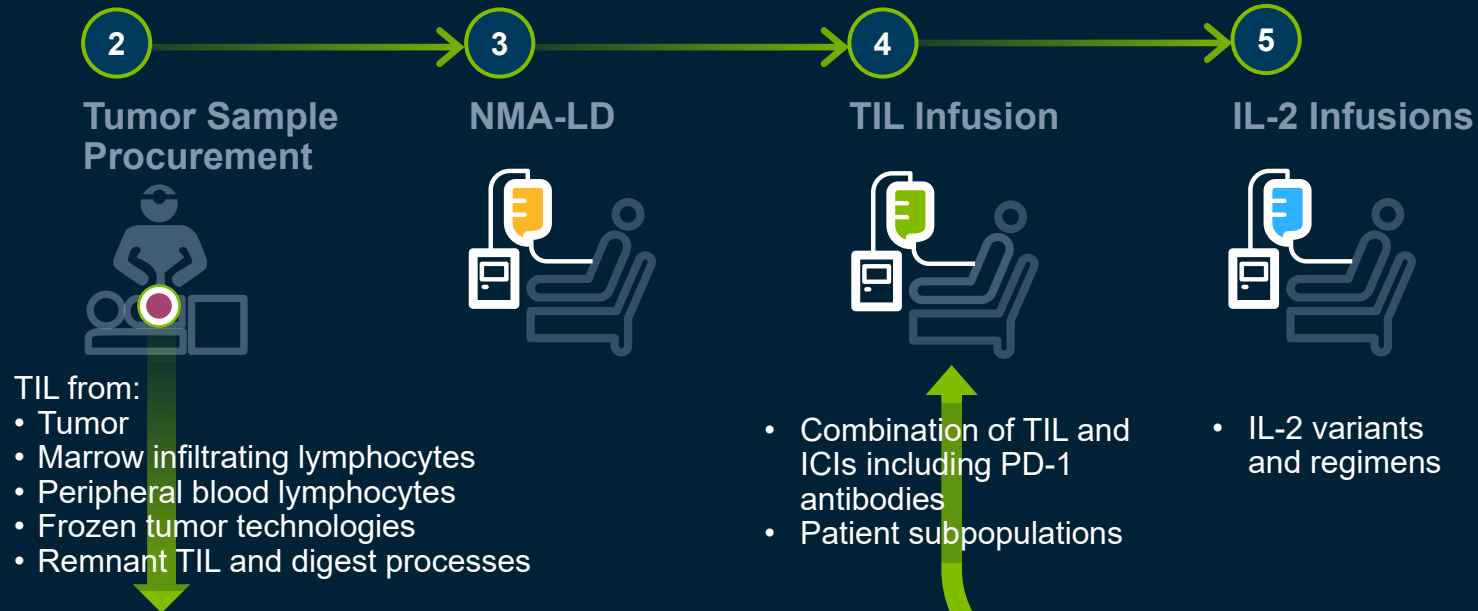 2
3
4
5
Tumor Sample
Procurement
NMA-LD
TIL Infusion
IL-2 Infusions
TIL from:
• Tumor
• Marrow infiltrating lymphocytes
• Peripheral blood lymphocytes
• Frozen tumor technologies
• Remnant TIL and digest processes
• Combination of TIL and
ICIs including PD-1
antibodies
• Patient subpopulations
• IL-2 variants
and regimens